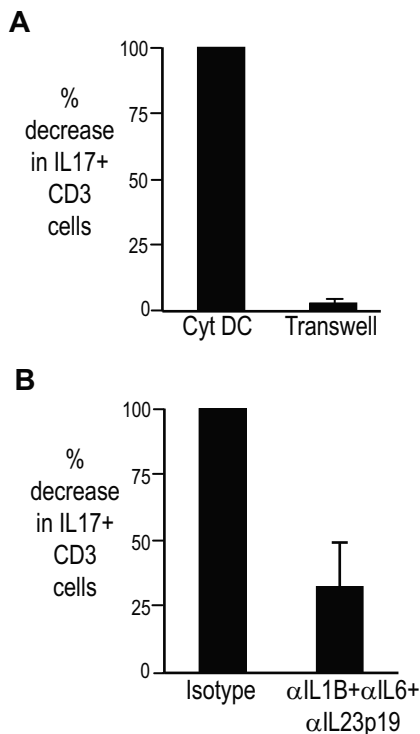 A
%
decrease
in IL17+
CD3
cells
100
75
50
25
0
Cyt DC Transwell
B
%
decrease
in IL17+
CD3
cells
100
75
50
25
0
Isotype αIL1B+αIL6+
αIL23p19